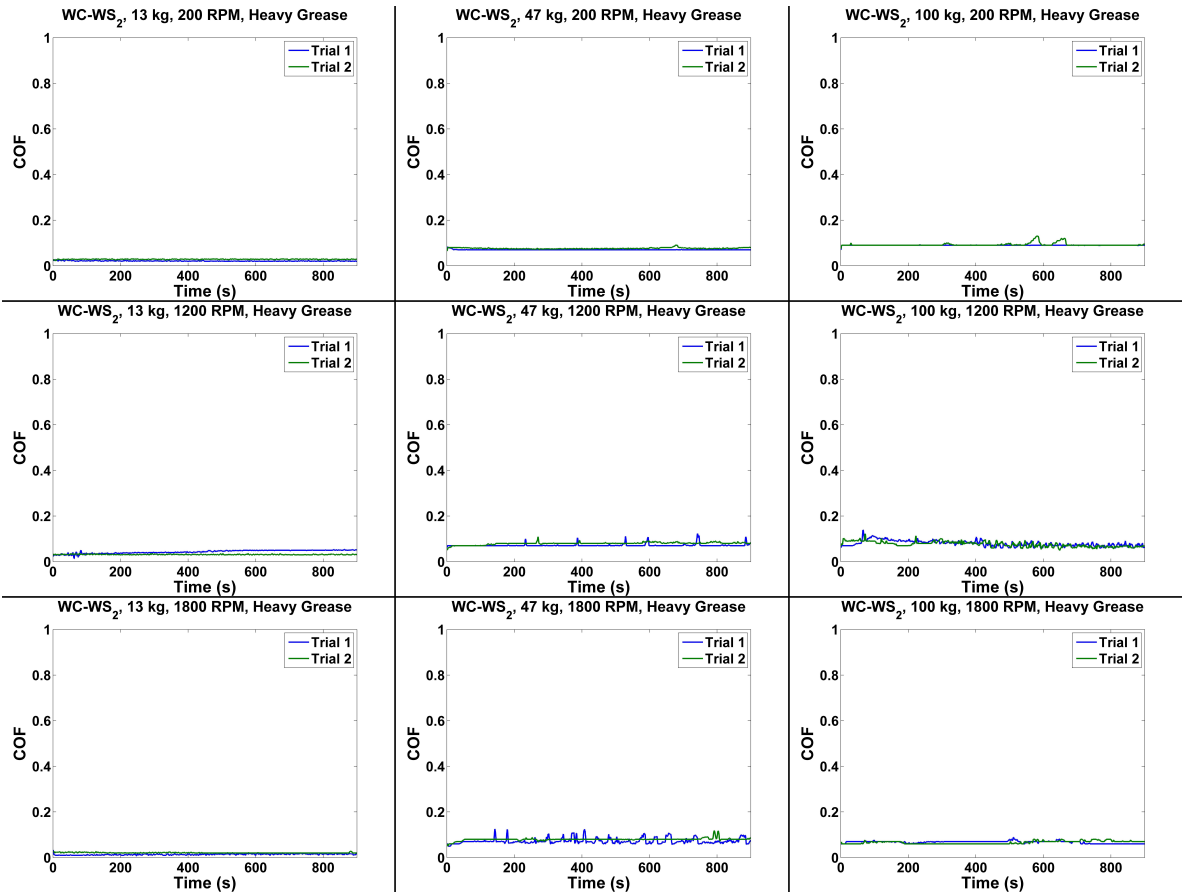 WC-WS2, 13 kg, 200 RPM, Heavy Grease
1
0.8
0.6
0.4
0.2
0
COF
Trial 1
Trial 2
0 200 400 600 800
Time (s)
WC-WS2, 47 kg, 200 RPM, Heavy Grease
1
0.8
0.6
0.4
0.2
0
COF
Trial 1
Trial 2
0 200 400 600 800
Time (s)
WC-WS2, 100 kg, 200 RPM, Heavy Grease
1
0.8
0.6
0.4
0.2
0
COF
Trial 1
Trial 2
0 200 400 600 800
Time (s)
WC-WS2, 13 kg, 1200 RPM, Heavy Grease
1
0.8
0.6
0.4
0.2
0
COF
Trial 1
Trial 2
0 200 400 600 800
Time (s)
WC-WS2, 47 kg, 1200 RPM, Heavy Grease
1
0.8
0.6
0.4
0.2
0
COF
Trial 1
Trial 2
0 200 400 600 800
Time (s)
WC-WS2, 100 kg, 1200 RPM, Heavy Grease
1
0.8
0.6
0.4
0.2
0
COF
Trial 1
Trial 2
0 200 400 600 800
Time (s)
WC-WS2, 13 kg, 1800 RPM, Heavy Grease
1
0.8
0.6
0.4
0.2
0
COF
Trial 1
Trial 2
0 200 400 600 800
Time (s)
WC-WS2, 47 kg, 1800 RPM, Heavy Grease
1
0.8
0.6
0.4
0.2
0
COF
Trial 1
Trial 2
0 200 400 600 800
Time (s)
WC-WS2, 100 kg, 1800 RPM, Heavy Grease
1
0.8
0.6
0.4
0.2
0
COF
Trial 1
Trial 2
0 200 400 600 800
Time (s)